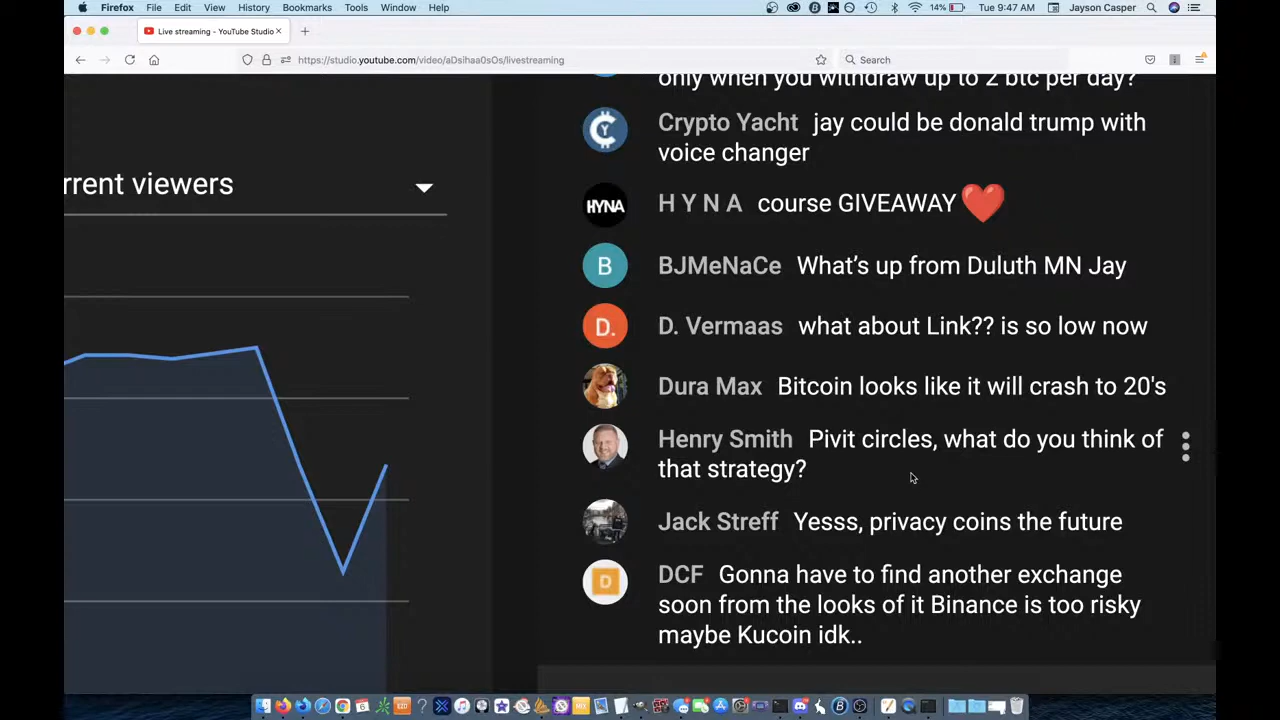 Firefox File Edit View History Bookmarks Tools Window Help 14% Tue 9:47 AM Jayson Casper
Live streaming - YouTube Studio
https://studio.youtube.com/video/aDsihaa0sOs/livestreaming Search
only when you withdraw up to 2 btc per day?
Crypto Yacht jay could be donald trump with
voice changer
rrent viewers
HYNA H Y N A course GIVEAWAY
B BJMeNaCe What's up from Duluth MN Jay
D. D. Vermaas what about Link?? is so low now
Dura Max Bitcoin looks like it will crash to 20's
Henry Smith Pivit circles, what do you think of
that strategy?
Jack Streff Yesss, privacy coins the future
D DCF Gonna have to find another exchange
soon from the looks of it Binance is too risky
maybe Kucoin idk..